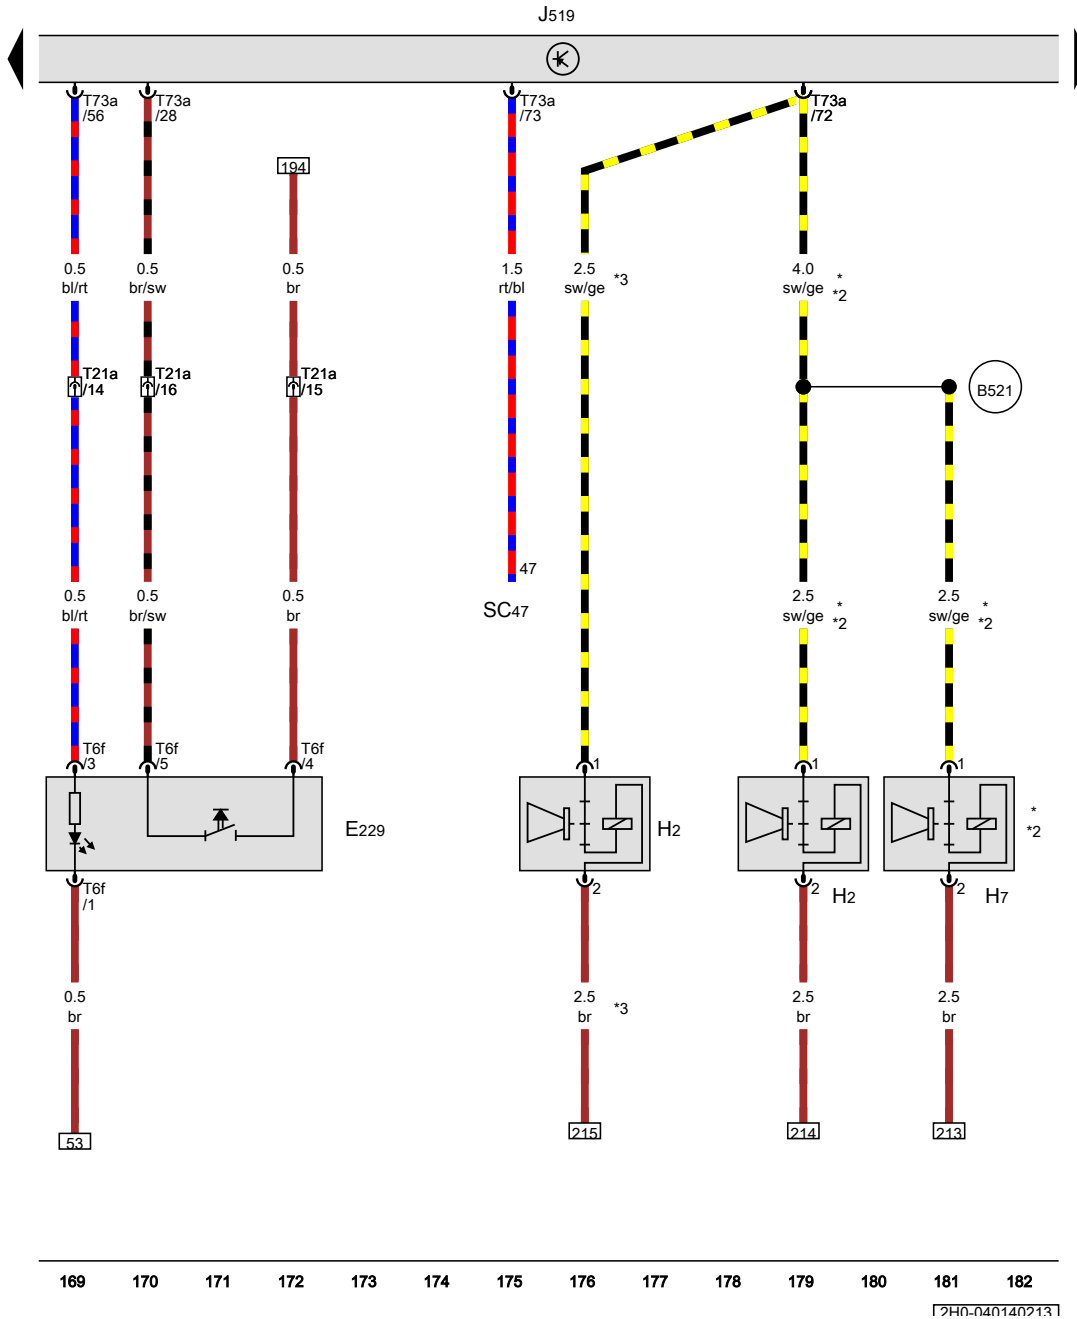 J519
T73a
/56
T73a
/28
T73a
/73
T73a
/72
194
0.5
bl/rt
0.5
br/sw
0.5
br
1.5
rt/bl
2.5
sw/ge
*3
4.0
sw/ge
*
*2
T21a
/14
T21a
/16
T21a
/15
B521
47
SC47
0.5
bl/rt
0.5
br/sw
0.5
br
2.5
sw/ge
*
*2
2.5
sw/ge
*
*2
T6f
/3
T6f
/5
T6f
/4
1
1
1
E229
H2
*
*2
T6f
/1
2
2
H2
2
H7
0.5
br
2.5
br
*3
2.5
br
2.5
br
53
215
214
213
169 170 171 172 173 174 175 176 177 178 179 180 181 182
2H0-040140213